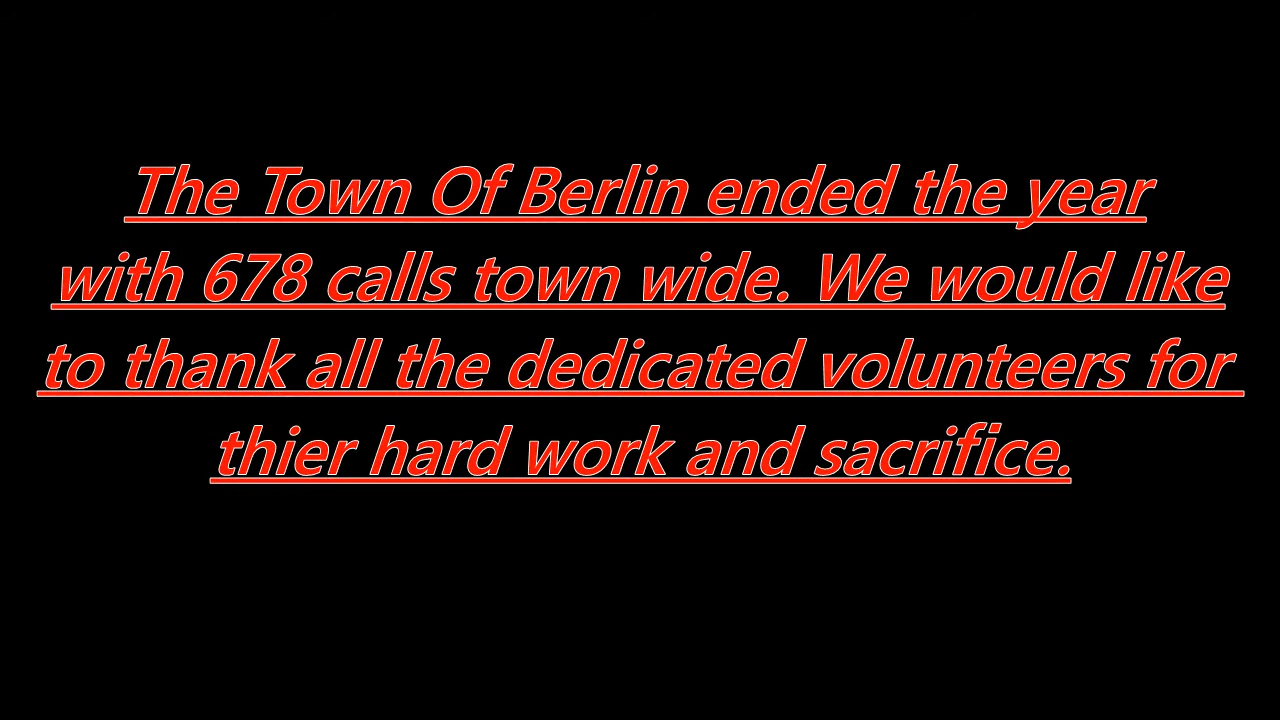 The Town Of Berlin ended the year
with 678 calls town wide. We would like
to thank all the dedicated volunteers for
thier hard work and sacrifice.